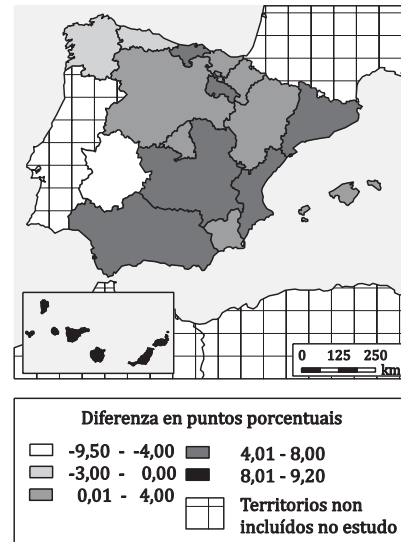 0 125 250
km
Diferenza en puntos porcentuais
-9,50 - -4,00
-3,00 - 0,00
0,01 - 4,00
4,01 - 8,00
8,01 - 9,20
Territorios non
incluídos no estudo